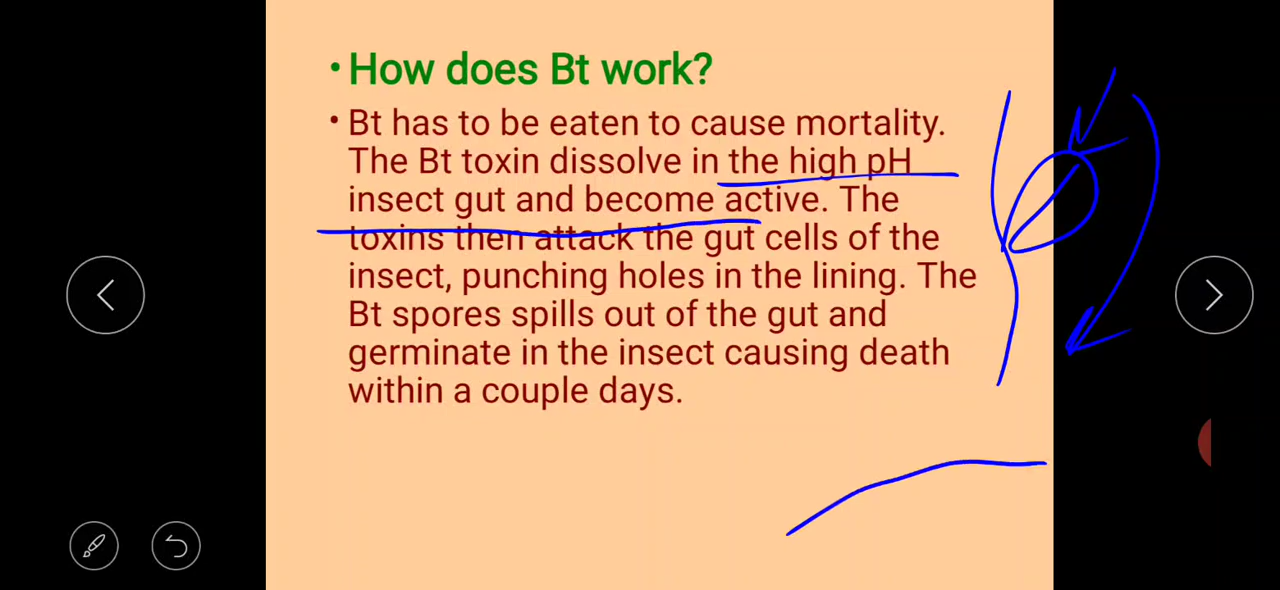 • How does Bt work?
• Bt has to be eaten to cause mortality.
The Bt toxin dissolve in the high pH
insect gut and become active. The
toxins then attack the gut cells of the
insect, punching holes in the lining. The
Bt spores spills out of the gut and
germinate in the insect causing death
within a couple days.